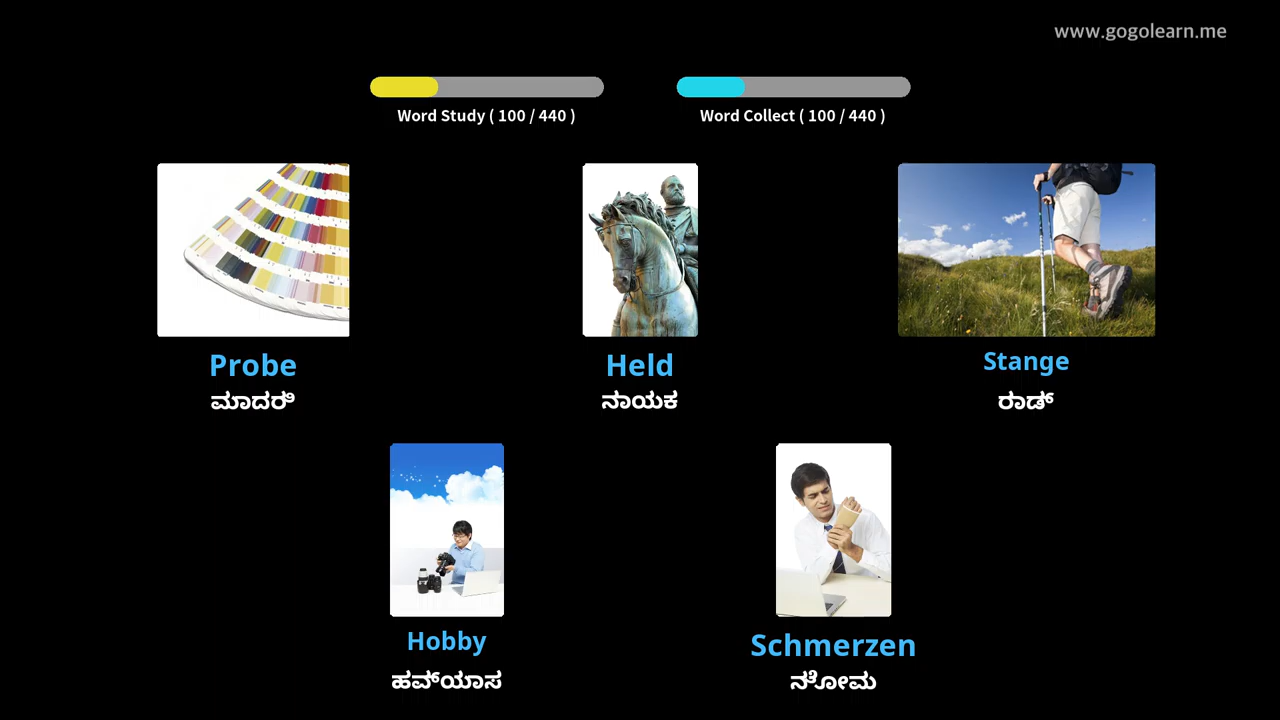 www.gogolearn.me
Word Study ( 100 / 440 )
Word Collect ( 100 / 440 )
Probe
Held
Stange
ಮಾದರಿ
ನಾಯಕ
ರಾಡ್
Hobby
Schmerzen
ಹವ್ಯಾಸ
ನೋವು